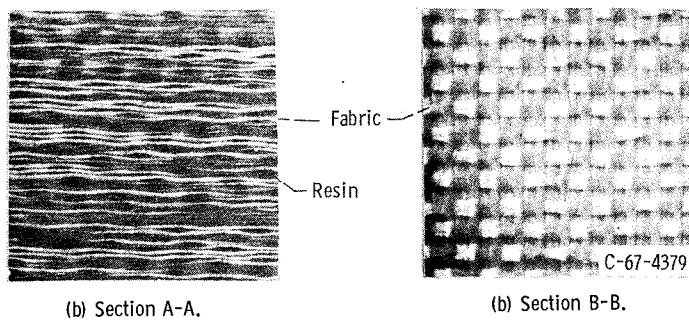 Fabric
Resin
C-67-4379
(b) Section A-A.
(b) Section B-B.